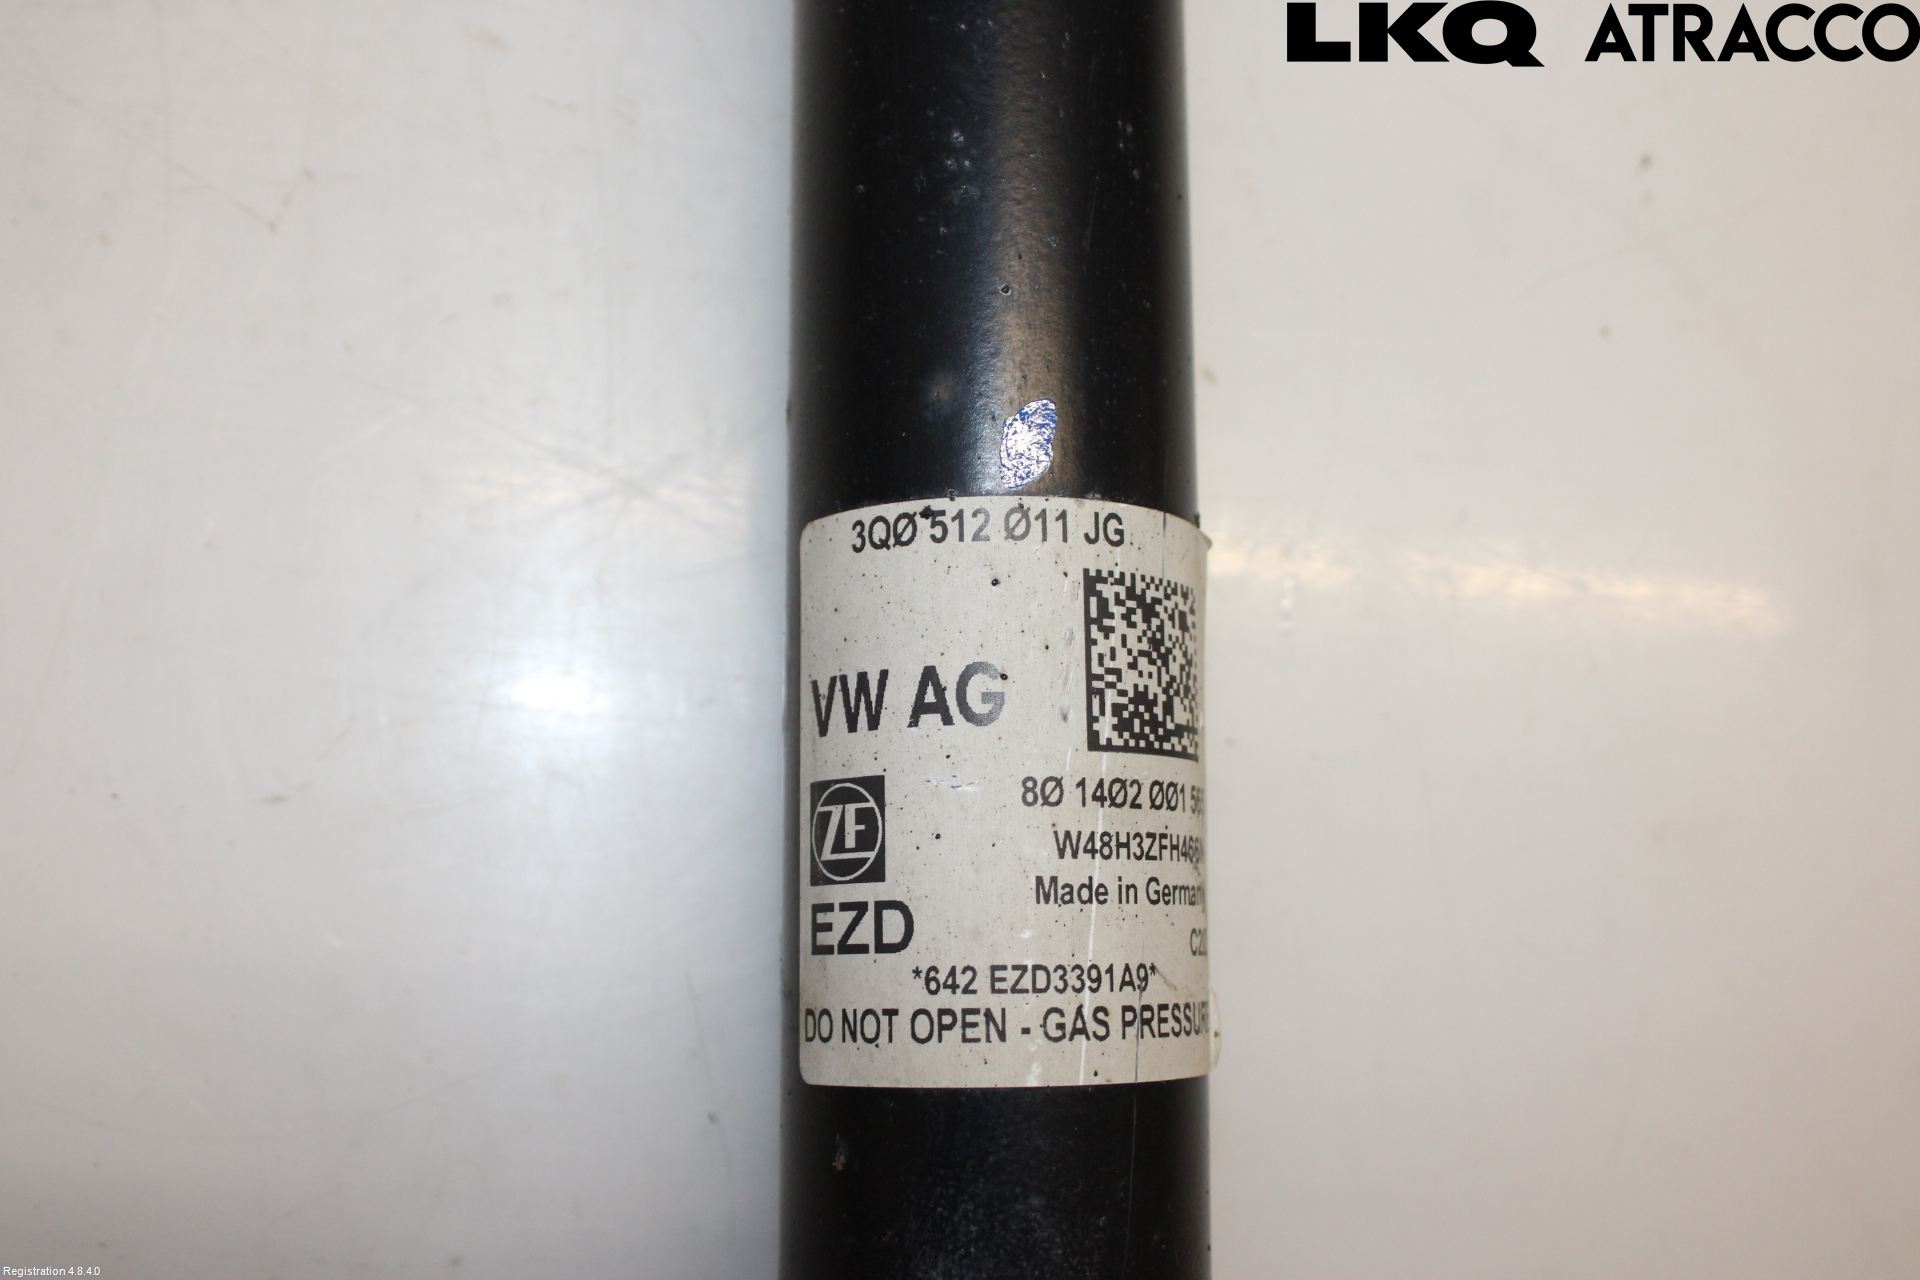 LKQ ATRACCO
3QØ 512 Ø11 JG
VW AG
8Ø 14Ø2 ØØ1
ZF
Made in Germany
EZD
*642 EZD3391A9*
DO NOT OPEN - GAS PRESSURE
Registration 4.8.4.0